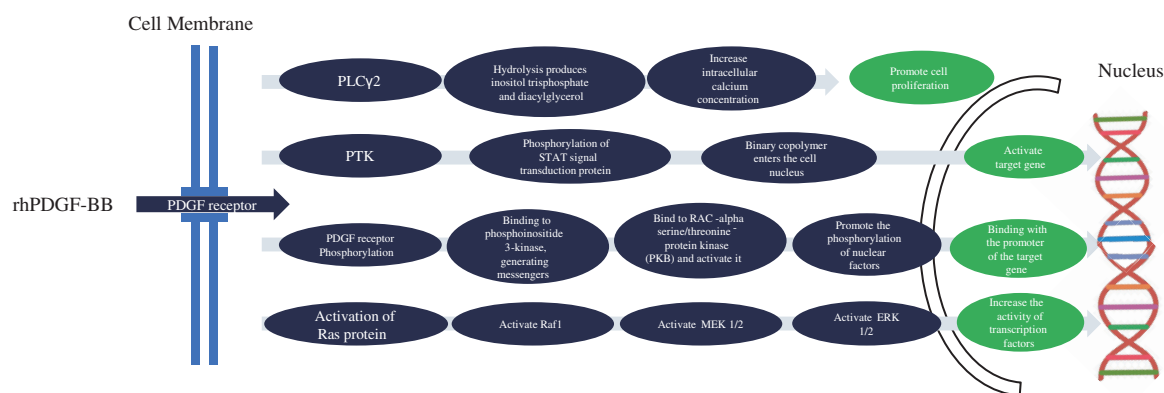 Cell Membrane
Nucleus
PLCγ2
Hydrolysis produces
inositol trisphosphate
and diacylglycerol
Increase
intracellular
calcium
concentration
Promote cell
proliferation
PTK
Phosphorylation of
STAT signal
transduction protein
Binary copolymer
enters the cell
nucleus
Activate
target gene
rhPDGF-BB
PDGF receptor
PDGF receptor
Phosphorylation
Binding to
phosphoinositide
3-kinase,
generating
messengers
Bind to RAC -alpha
serine/threonine -
protein kinase
(PKB) and activate it
Promote the
phosphorylation
of nuclear
factors
Binding with
the promoter
of the target
gene
Activation of
Ras protein
Activate Raf1
Activate MEK 1/2
Activate ERK
1/2
Increase the
activity of
transcription
factors